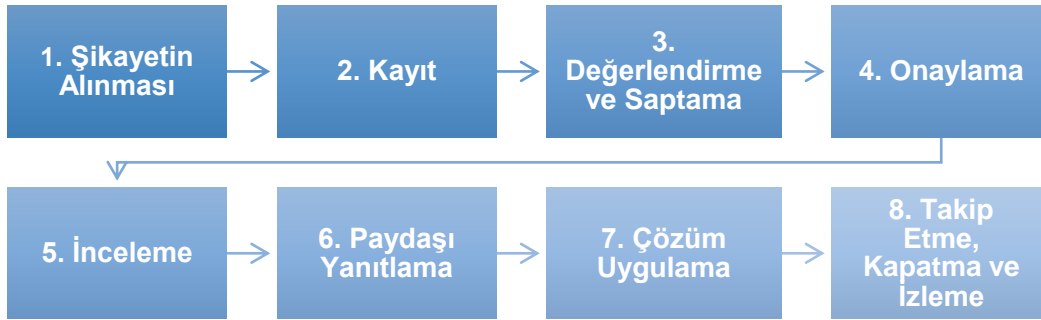 1. Şikayetin
Alınması
2. Kayıt
3.
Değerlendirme
ve Saptama
4. Onaylama
5. İnceleme
6. Paydaşı
Yanıtlama
7. Çözüm
Uygulama
8. Takip
Etme,
Kapatma ve
İzleme